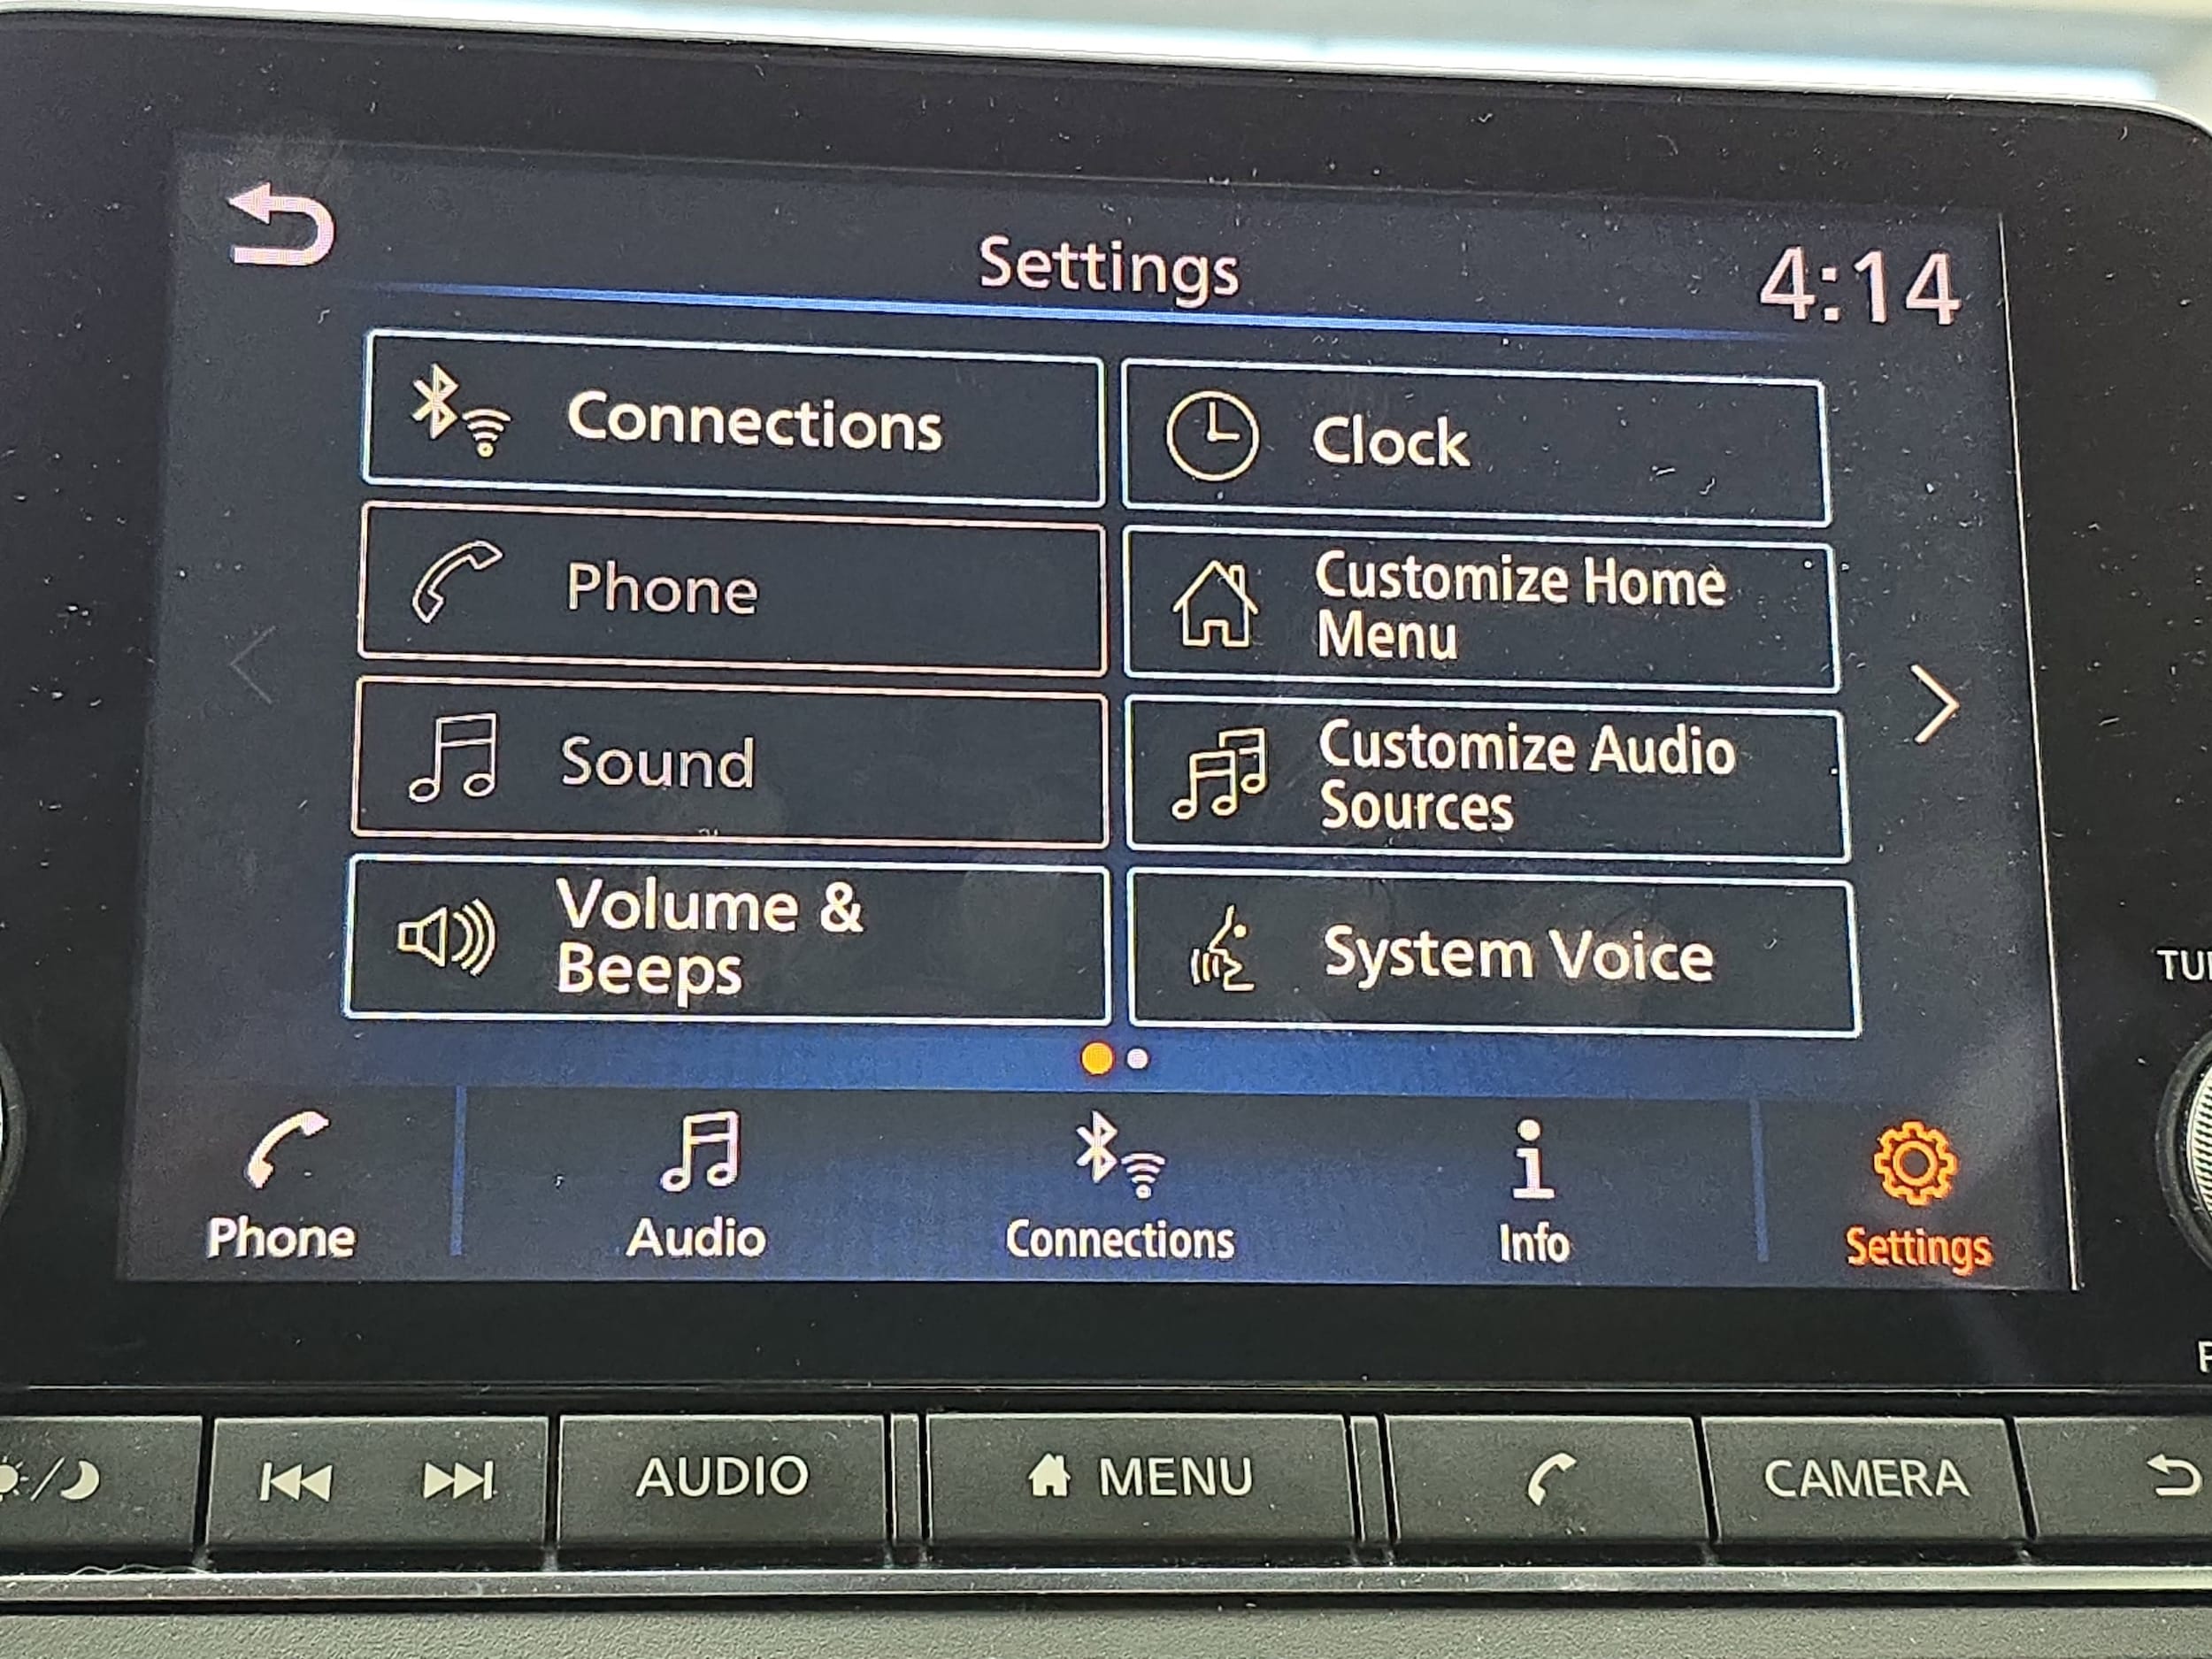 Settings
4:14
Connections
Clock
Phone
Customize Home
Menu
Sound
Customize Audio
Sources
Volume &
Beeps
System Voice
Phone
Audio
Connections
Info
Settings
AUDIO
MENU
CAMERA